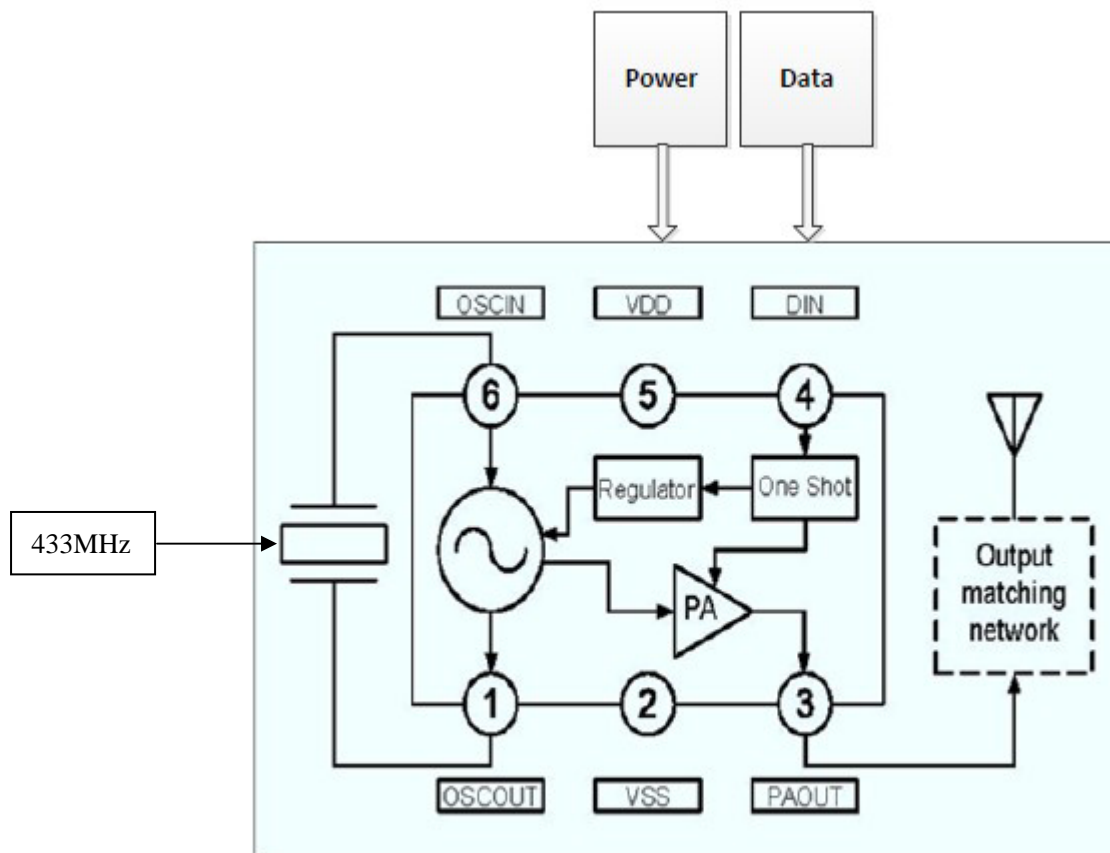 Power
Data
OSCIN
VDD
DIN
6
5
4
Regulator
One Shot
433MHz
PA
Output
matching
network
1
2
3
OSCOUT
VSS
PAOUT